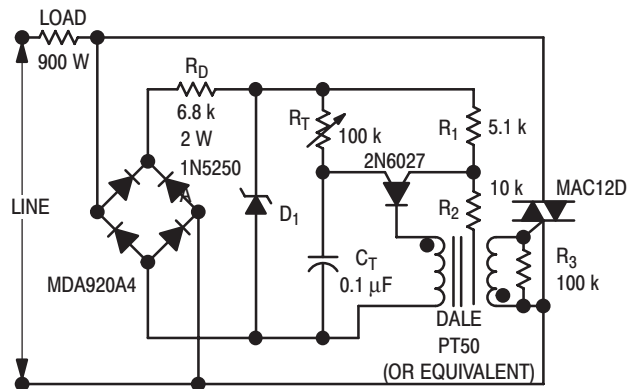 LOAD
900 W
R_D
6.8 k
2 W
1N5250
A
R_T
100 k
R_1
5.1 k
2N6027
10 k
R_2
MAC12D
LINE
D_1
MDA920A4
C_T
0.1 µF
R_3
100 k
DALE
PT50
(OR EQUIVALENT)